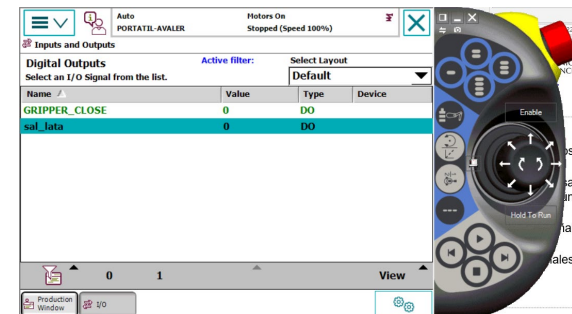 Auto
PORTATIL-AVALER
Motors On
Stopped (Speed 100%)
Inputs and Outputs
Digital Outputs
Select an I/O Signal from the list.
Active filter:
Select Layout
Default
Name
Value
Type
Device
GRIPPER_CLOSE
0
DO
sal_lata
0
DO
0
1
View
Production
Window
I/O
Enable
Hold To Run